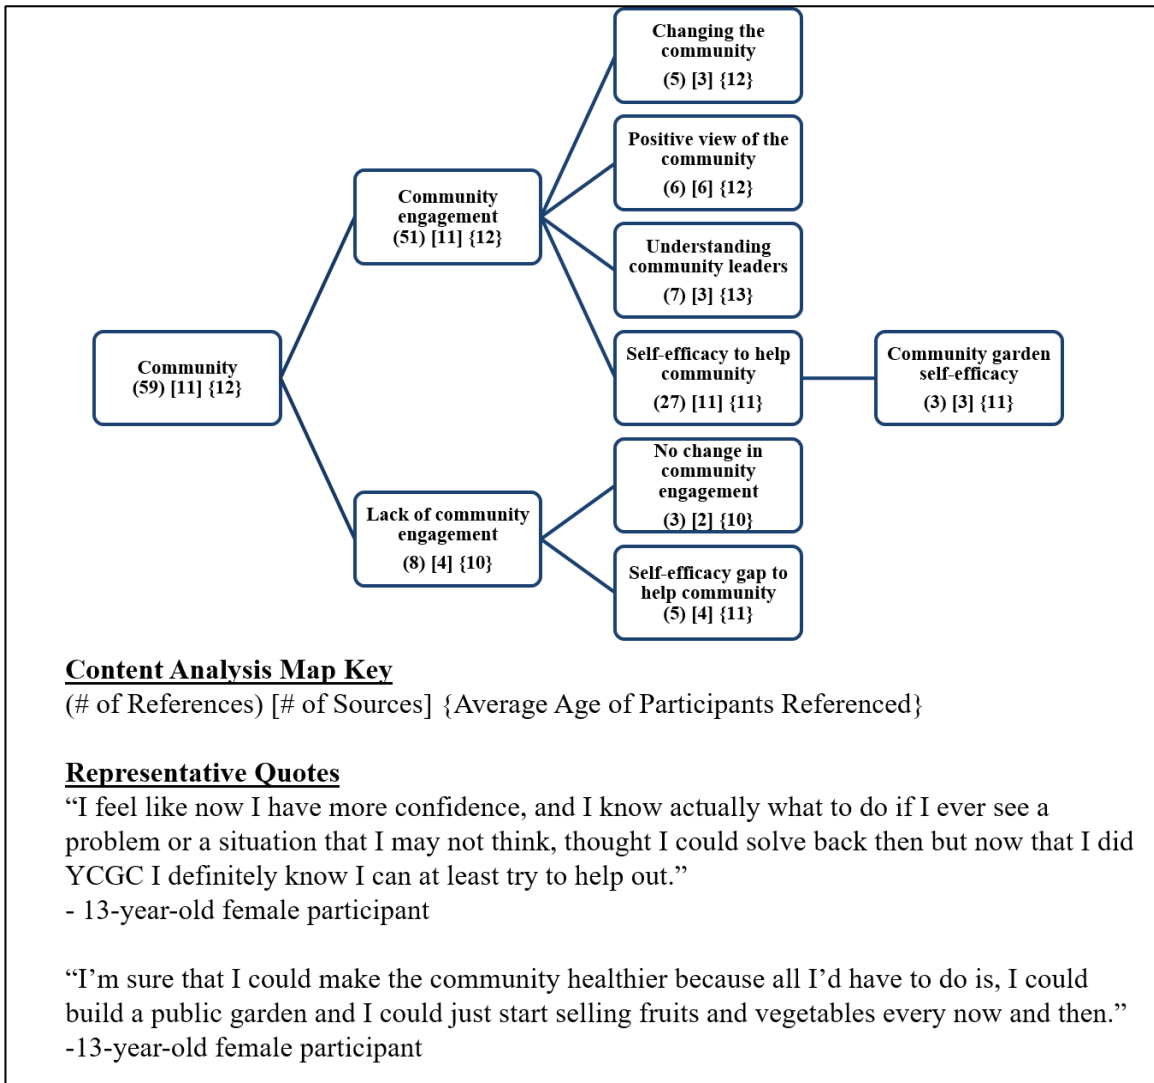 Changing the
community
(5) [3] {12}
Positive view of the
community
(6) [6] {12}
Community
engagement
(51) [11] {12}
Understanding
community leaders
(7) [3] {13}
Community
(59) [11] {12}
Self-efficacy to help
community
(27) [11] {11}
Community garden
self-efficacy
(3) [3] {11}
No change in
community
engagement
(3) [2] {10}
Lack of community
engagement
(8) [4] {10}
Self-efficacy gap to
help community
(5) [4] {11}
Content Analysis Map Key
(# of References) [# of Sources] {Average Age of Participants Referenced}
Representative Quotes
“I feel like now I have more confidence, and I know actually what to do if I ever see a
problem or a situation that I may not think, thought I could solve back then but now that I did
YCGC I definitely know I can at least try to help out.”
- 13-year-old female participant
“I’m sure that I could make the community healthier because all I’d have to do is, I could
build a public garden and I could just start selling fruits and vegetables every now and then.”
-13-year-old female participant